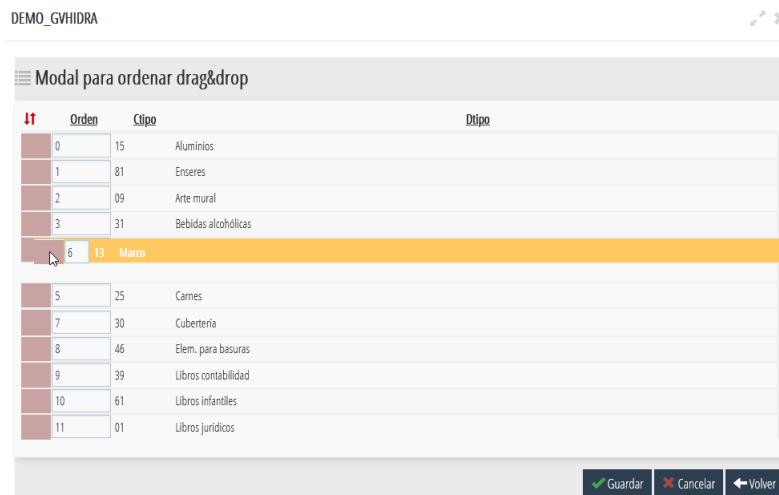 DEMO_GVHIDRA
Modal para ordenar drag&drop
Orden Ctipo Dtipo
0 15 Aluminios
1 81 Enseres
2 09 Arte mural
3 31 Bebidas alcohólicas
6 13 Marco
5 25 Carnes
7 30 Cubertería
8 46 Elem. para basuras
9 39 Libros contabilidad
10 61 Libros infantiles
11 01 Libros jurídicos
Guardar Cancelar Volver